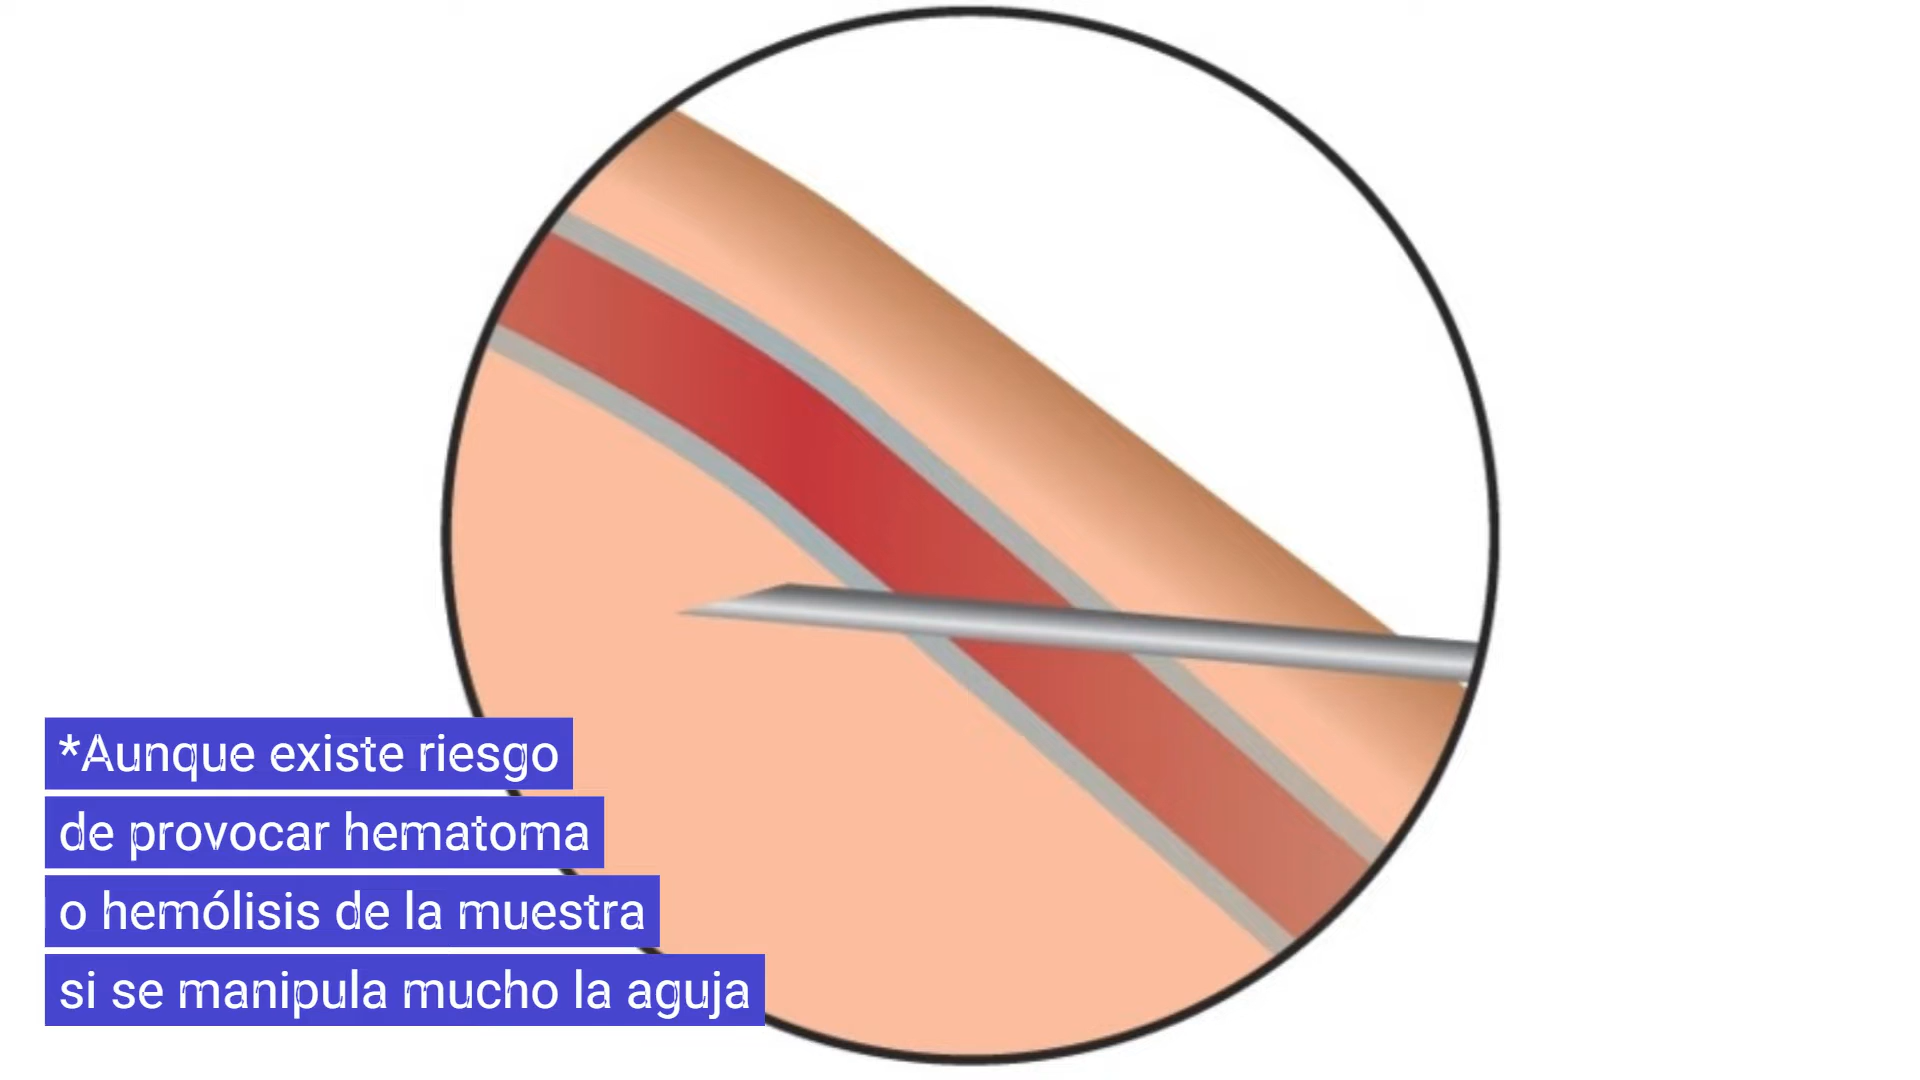 *Aunque existe riesgo
de provocar hematoma
o hemólisis de la muestra
si se manipula mucho la aguja